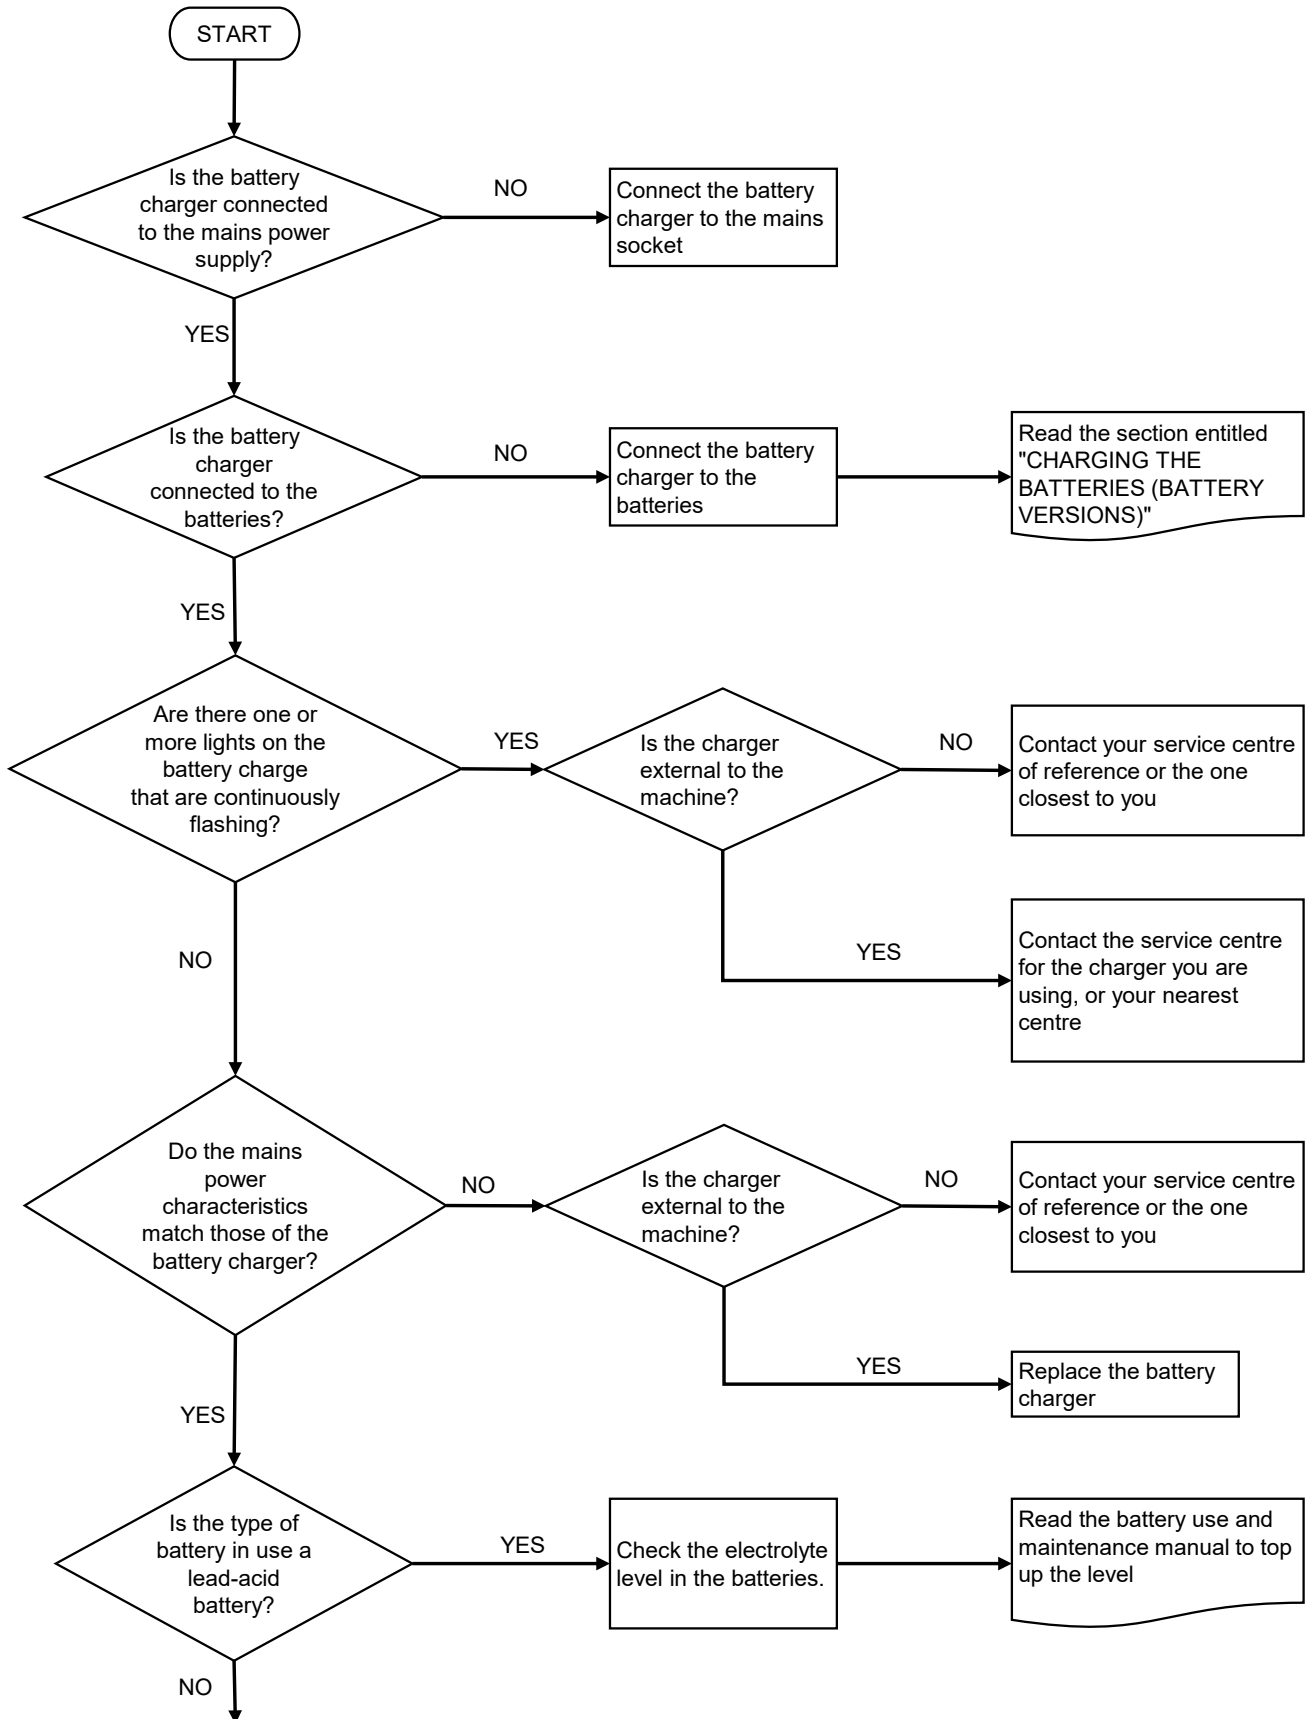 START
Is the battery
charger connected
to the mains power
supply?
NO
Connect the battery
charger to the mains
socket
YES
Is the battery
charger
connected to the
batteries?
NO
Connect the battery
charger to the
batteries
Read the section entitled
"CHARGING THE
BATTERIES (BATTERY
VERSIONS)"
YES
Are there one or
more lights on the
battery charge
that are continuously
flashing?
YES
Is the charger
external to the
machine?
NO
Contact your service centre
of reference or the one
closest to you
YES
Contact the service centre
for the charger you are
using, or your nearest
centre
NO
Do the mains
power
characteristics
match those of the
battery charger?
NO
Is the charger
external to the
machine?
NO
Contact your service centre
of reference or the one
closest to you
YES
Replace the battery
charger
YES
Is the type of
battery in use a
lead-acid
battery?
YES
Check the electrolyte
level in the batteries.
Read the battery use and
maintenance manual to top
up the level
NO